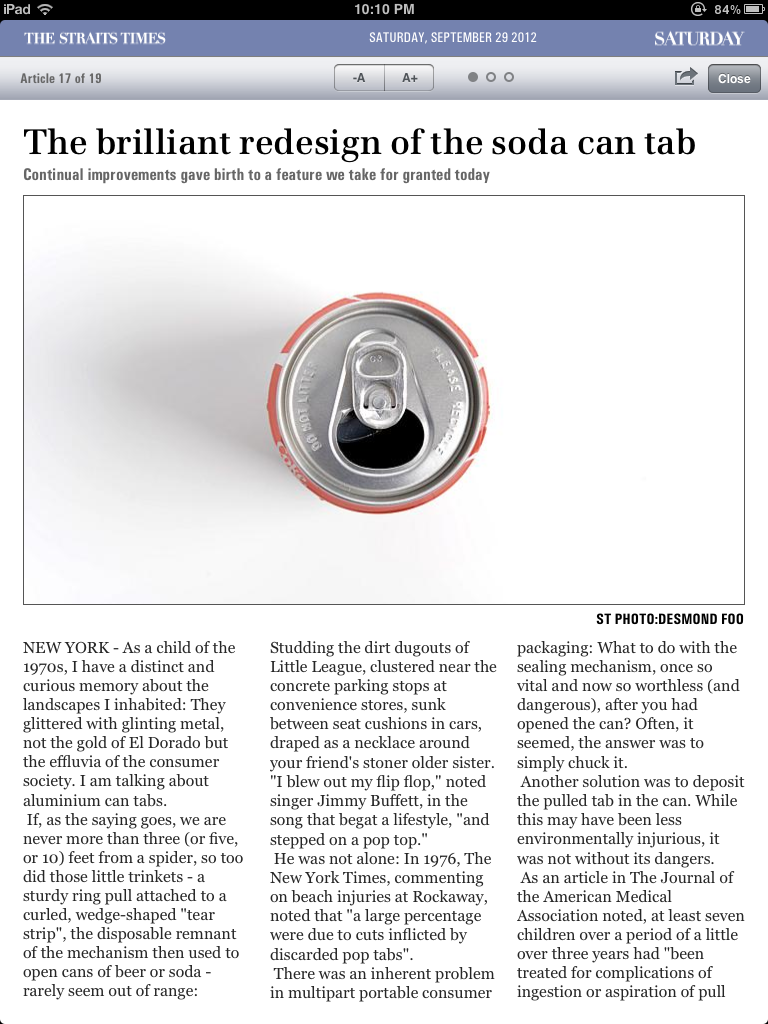 iPad
10:10 PM
84%
THE STRAITS TIMES
SATURDAY, SEPTEMBER 29 2012
SATURDAY
Article 17 of 19
-A
A+
Close
The brilliant redesign of the soda can tab
Continual improvements gave birth to a feature we take for granted today
DO NOT LITTER
PLEASE RECYCLE
Coke
ST PHOTO:DESMOND FOO
NEW YORK - As a child of the
1970s, I have a distinct and
curious memory about the
landscapes I inhabited: They
glittered with glinting metal,
not the gold of El Dorado but
the effluvia of the consumer
society. I am talking about
aluminium can tabs.
If, as the saying goes, we are
never more than three (or five,
or 10) feet from a spider, so too
did those little trinkets - a
sturdy ring pull attached to a
curled, wedge-shaped "tear
strip", the disposable remnant
of the mechanism then used to
open cans of beer or soda -
rarely seem out of range:
Studding the dirt dugouts of
Little League, clustered near the
concrete parking stops at
convenience stores, sunk
between seat cushions in cars,
draped as a necklace around
your friend's stoner older sister.
"I blew out my flip flop," noted
singer Jimmy Buffett, in the
song that begat a lifestyle, "and
stepped on a pop top."
He was not alone: In 1976, The
New York Times, commenting
on beach injuries at Rockaway,
noted that "a large percentage
were due to cuts inflicted by
discarded pop tabs".
There was an inherent problem
in multipart portable consumer
packaging: What to do with the
sealing mechanism, once so
vital and now so worthless (and
dangerous), after you had
opened the can? Often, it
seemed, the answer was to
simply chuck it.
Another solution was to deposit
the pulled tab in the can. While
this may have been less
environmentally injurious, it
was not without its dangers.
As an article in The Journal of
the American Medical
Association noted, at least seven
children over a period of a little
over three years had "been
treated for complications of
ingestion or aspiration of pull